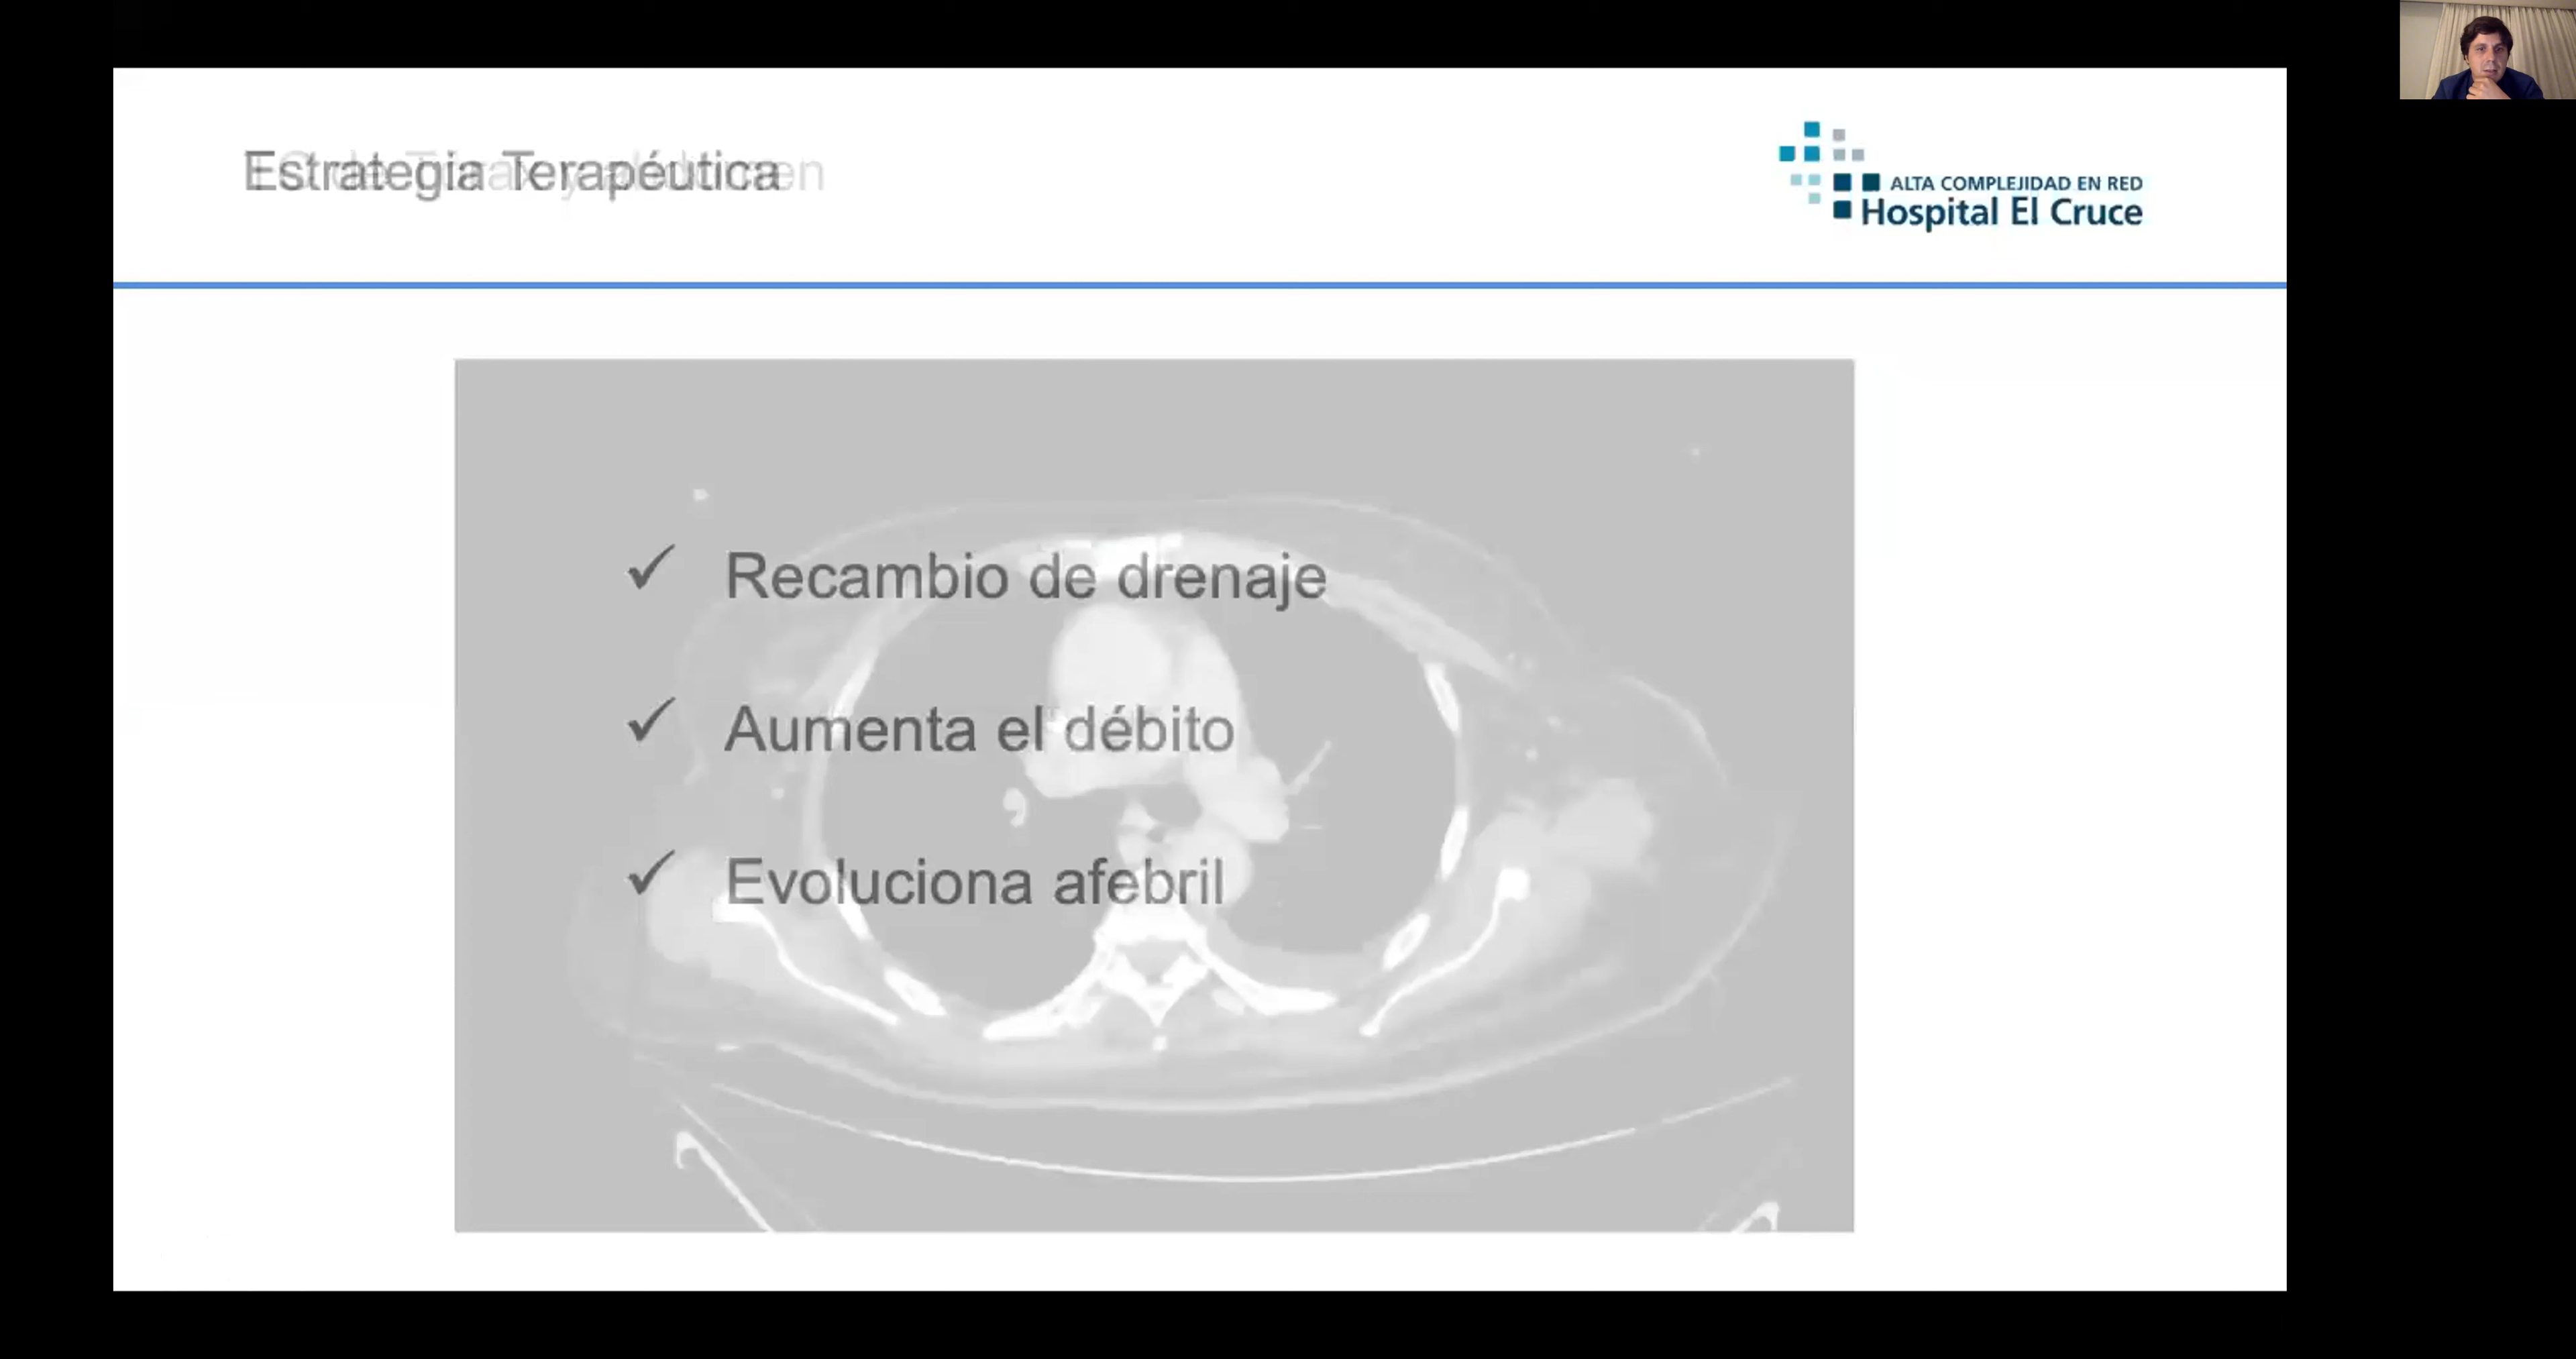 Estrategia Terapéutica
ALTA COMPLEJIDAD EN RED
Hospital El Cruce
✓ Recambio de drenaje
✓ Aumenta el débito
✓ Evoluciona afebril